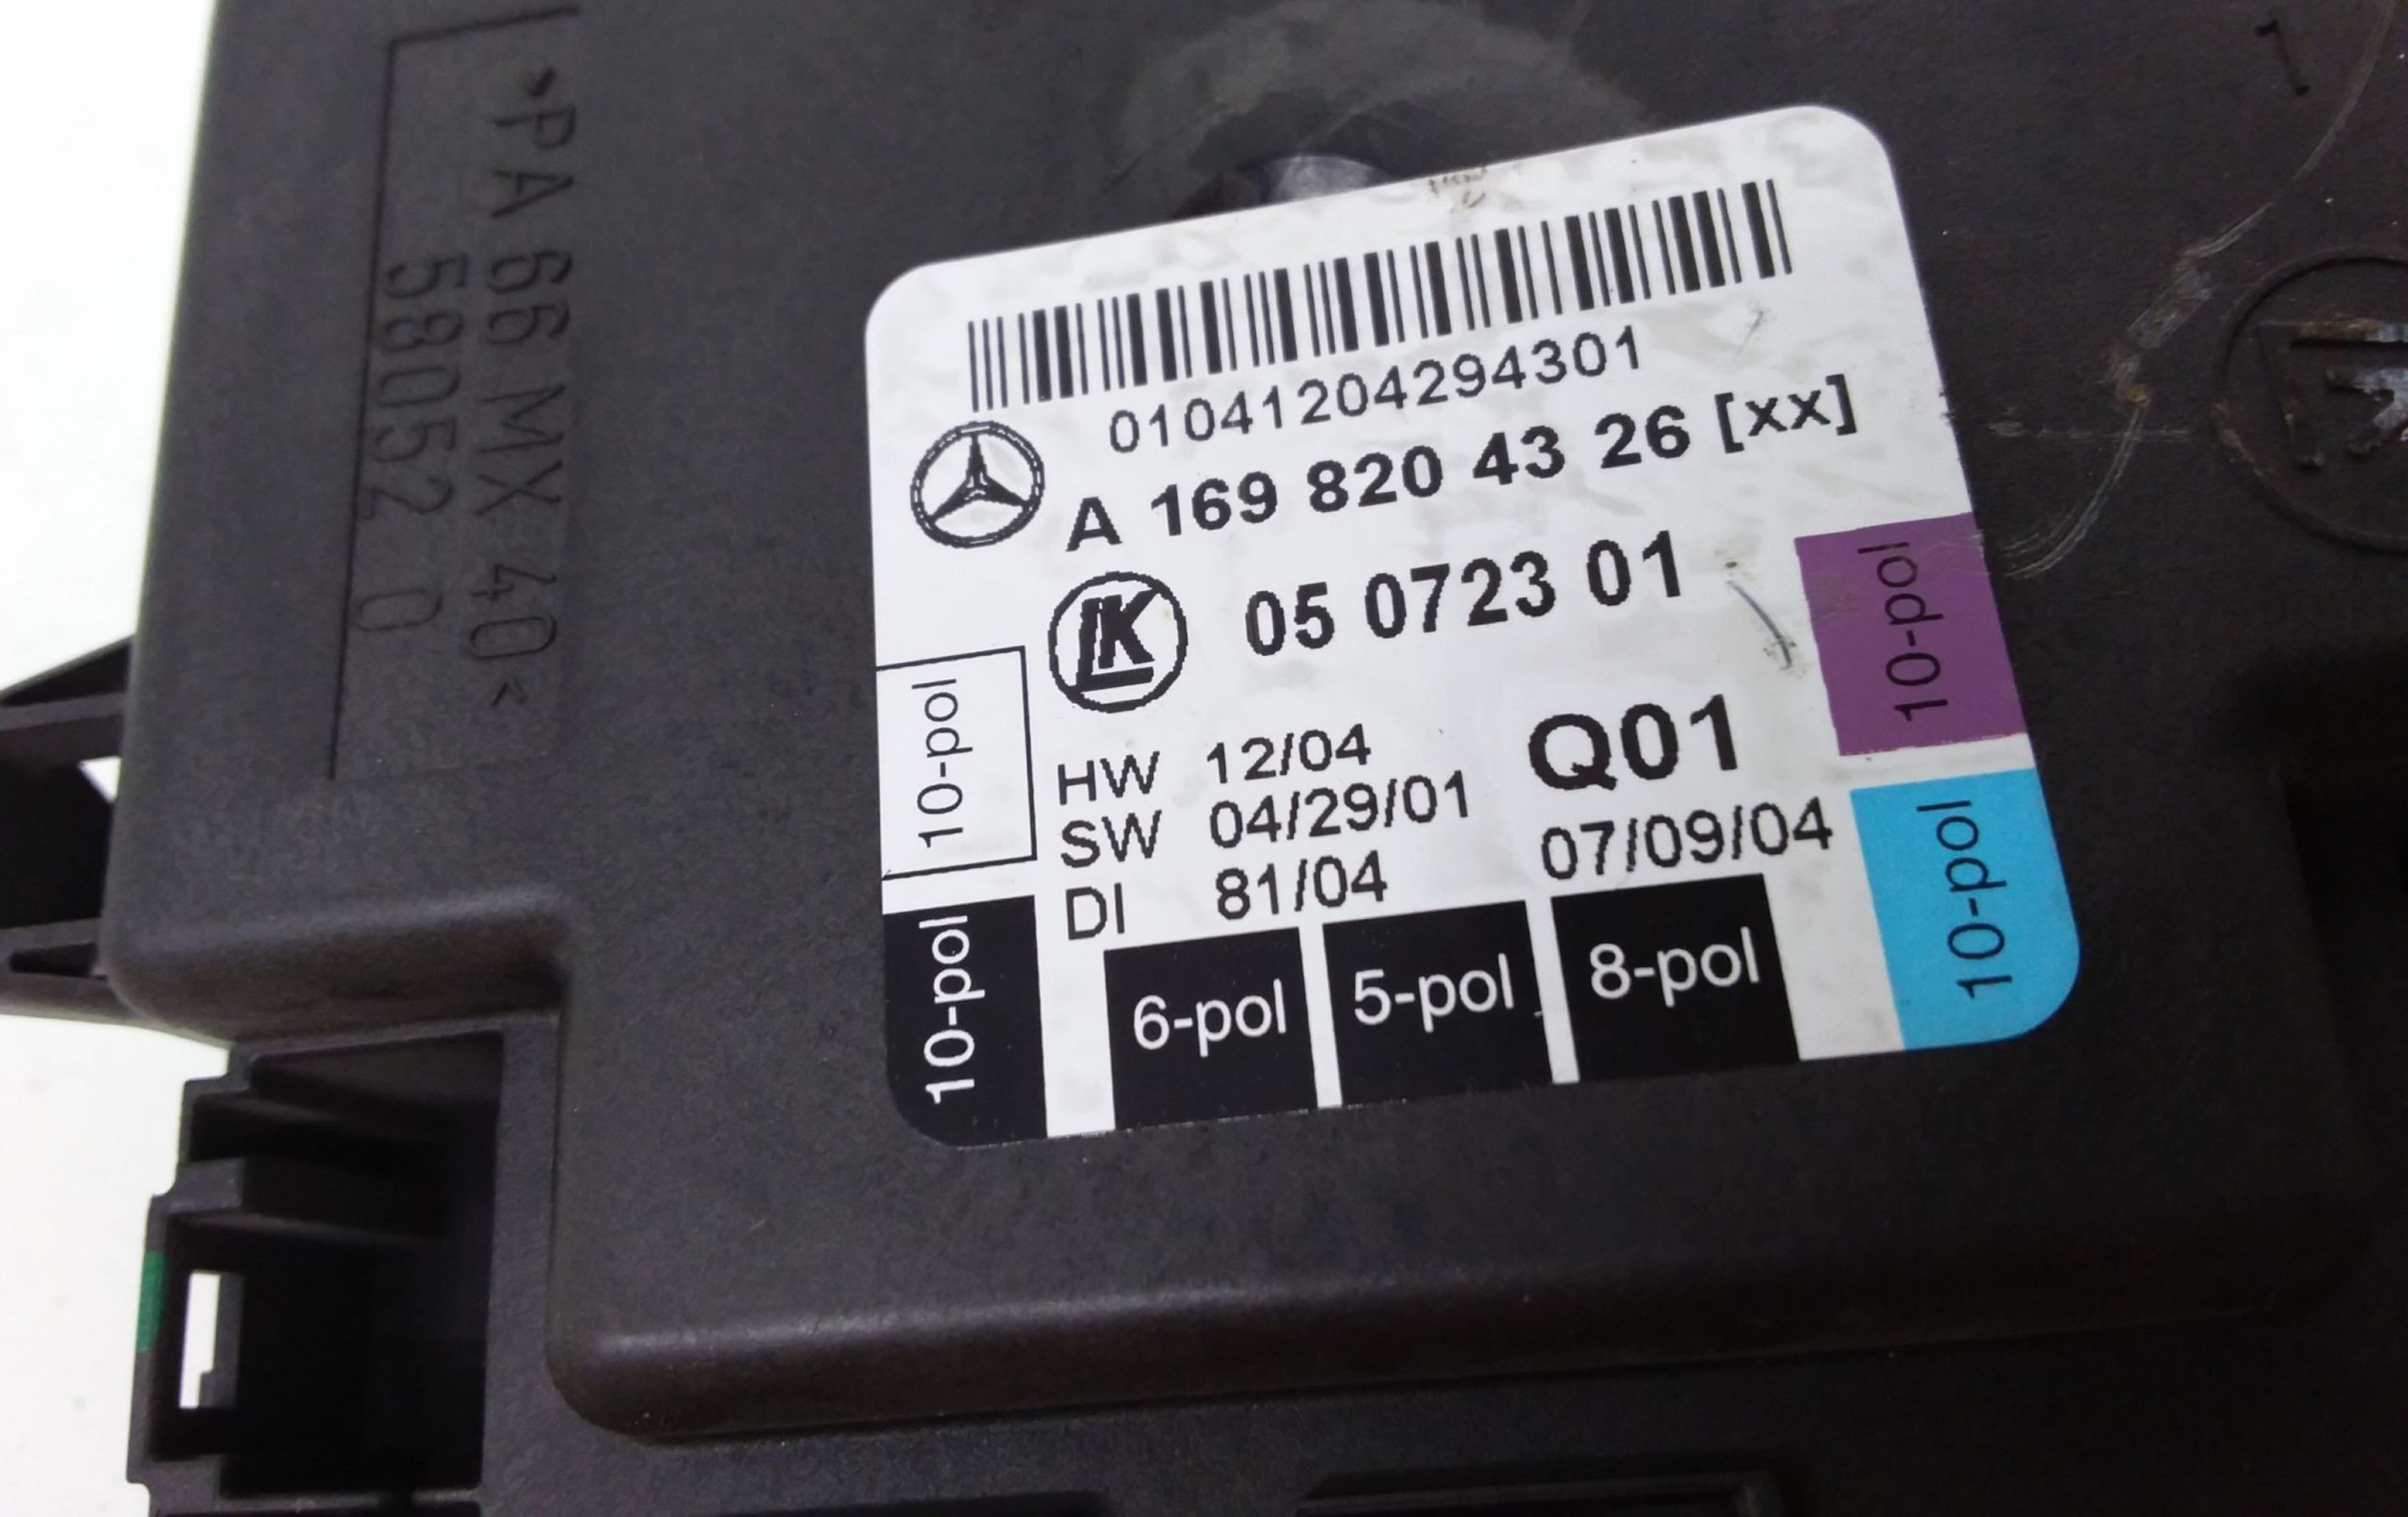 >PA 66 MX 40<
58052 0
1
01041204294301
A 169 820 43 26 [xx]
LK 05 0723 01
HW 12/04 Q01
SW 04/29/01
DI 81/04 07/09/04
10-pol
10-pol
6-pol
5-pol
8-pol
10-pol
10-pol